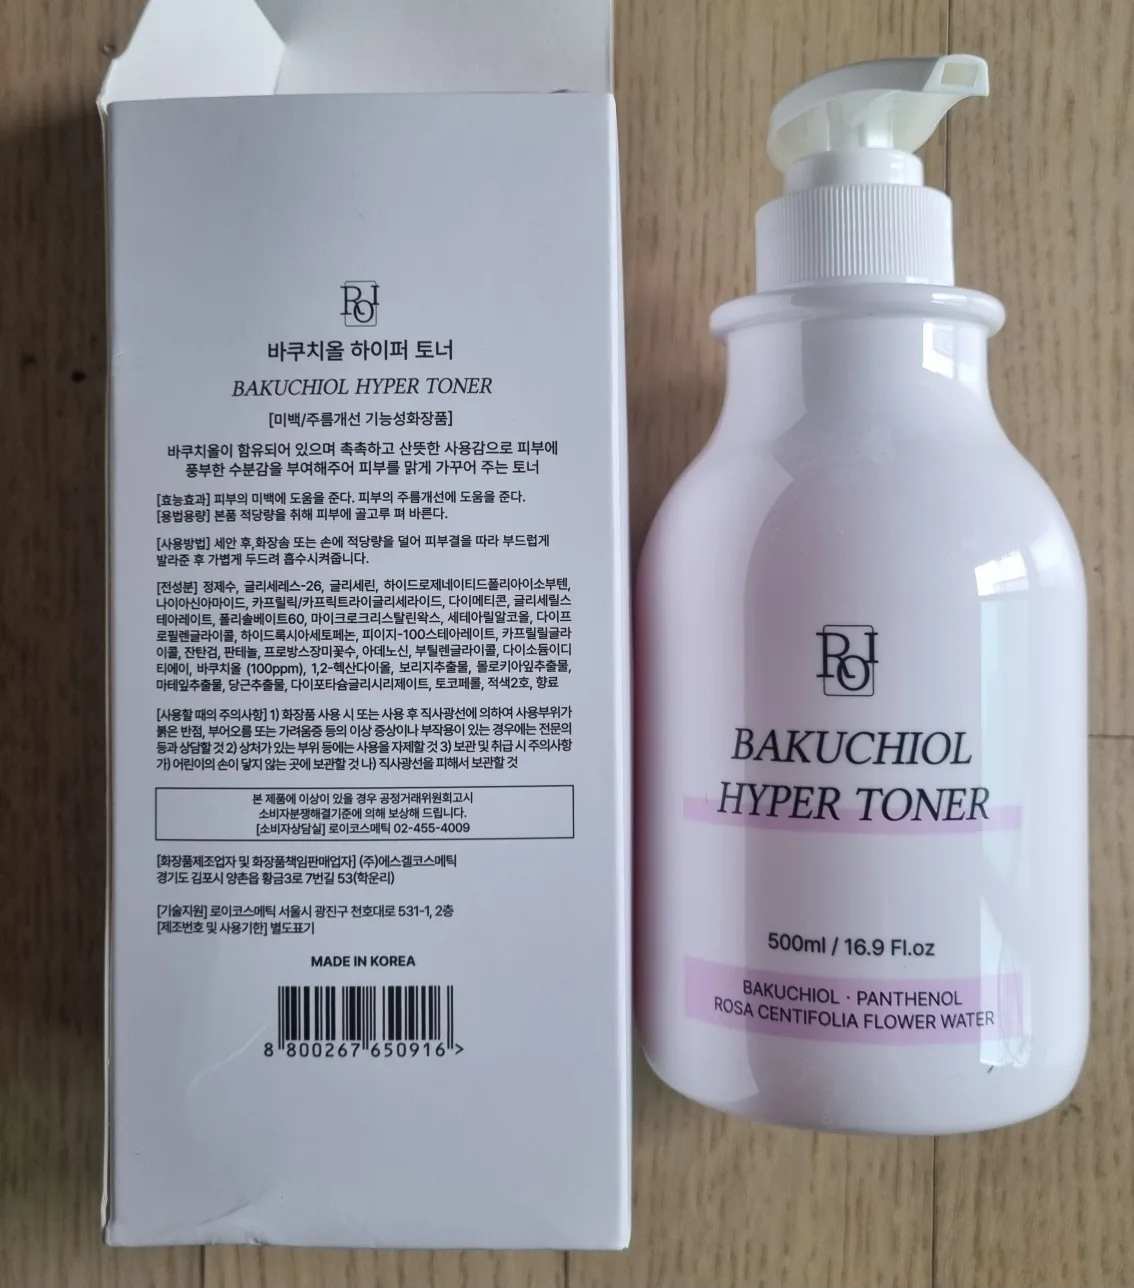 ROI
바쿠치올 하이퍼 토너
BAKUCHIOL HYPER TONER
[미백/주름개선 기능성화장품]
바쿠치올이 함유되어 있으며 촉촉하고 산뜻한 사용감으로 피부에
풍부한 수분감을 부여해주어 피부를 맑게 가꾸어 주는 토너
[효능효과] 피부의 미백에 도움을 준다. 피부의 주름개선에 도움을 준다.
[용법용량] 본품 적당량을 취해 피부에 골고루 펴 바른다.
[사용방법] 세안 후,화장솜 또는 손에 적당량을 덜어 피부결을 따라 부드럽게
발라준 후 가볍게 두드려 흡수시켜줍니다.
[전성분] 정제수, 글리세레스-26, 글리세린, 하이드로제네이티드폴리아이소부텐,
나이아신아마이드, 카프릴릭/카프릭트라이글리세라이드, 다이메티콘, 글리세릴스
테아레이트, 폴리솔베이트60, 마이크로크리스탈린왁스, 세테아릴알코올, 다이프
로필렌글라이콜, 하이드록시아세토페논, 피이지-100스테아레이트, 카프릴릴글라
이콜, 잔탄검, 판테놀, 프로방스장미꽃수, 아데노신, 부틸렌글라이콜, 다이소듐이디
티에이, 바쿠치올 (100ppm), 1,2-헥산다이올, 보리지추출물, 몰로키아잎추출물,
마테잎추출물, 당근추출물, 다이포타슘글리시리제이트, 토코페롤, 적색2호, 향료
[사용할 때의 주의사항] 1) 화장품 사용 시 또는 사용 후 직사광선에 의하여 사용부위가
붉은 반점, 부어오름 또는 가려움증 등의 이상 증상이나 부작용이 있는 경우에는 전문의
등과 상담할 것 2) 상처가 있는 부위 등에는 사용을 자제할 것 3) 보관 및 취급 시 주의사항
가) 어린이의 손이 닿지 않는 곳에 보관할 것 나) 직사광선을 피해서 보관할 것
본 제품에 이상이 있을 경우 공정거래위원회고시
소비자분쟁해결기준에 의해 보상해 드립니다.
[소비자상담실] 로이코스메틱 02-455-4009
[화장품제조업자 및 화장품책임판매업자] (주)에스겔코스메틱
경기도 김포시 양촌읍 황금3로 7번길 53(학운리)
[기술지원] 로이코스메틱 서울시 광진구 천호대로 531-1, 2층
[제조번호 및 사용기한] 별도표기
MADE IN KOREA
8 800267 650916 >
ROI
BAKUCHIOL
HYPER TONER
500ml / 16.9 Fl.oz
BAKUCHIOL · PANTHENOL
ROSA CENTIFOLIA FLOWER WATER